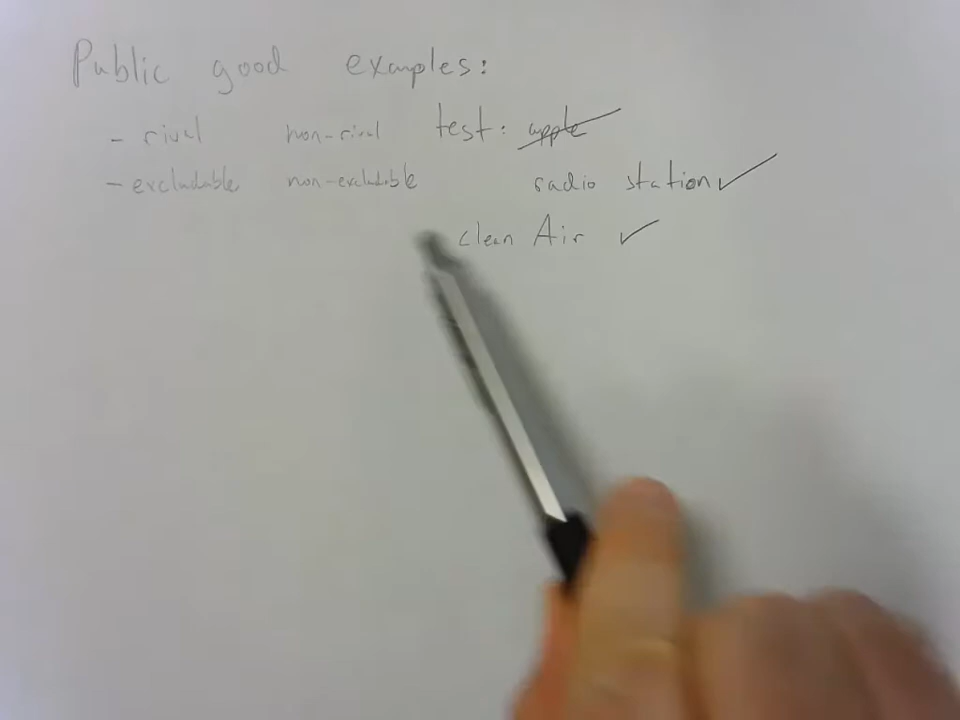 Public good examples:
- rival non-rival test: apple
- excludable non-excludable radio station
clean Air